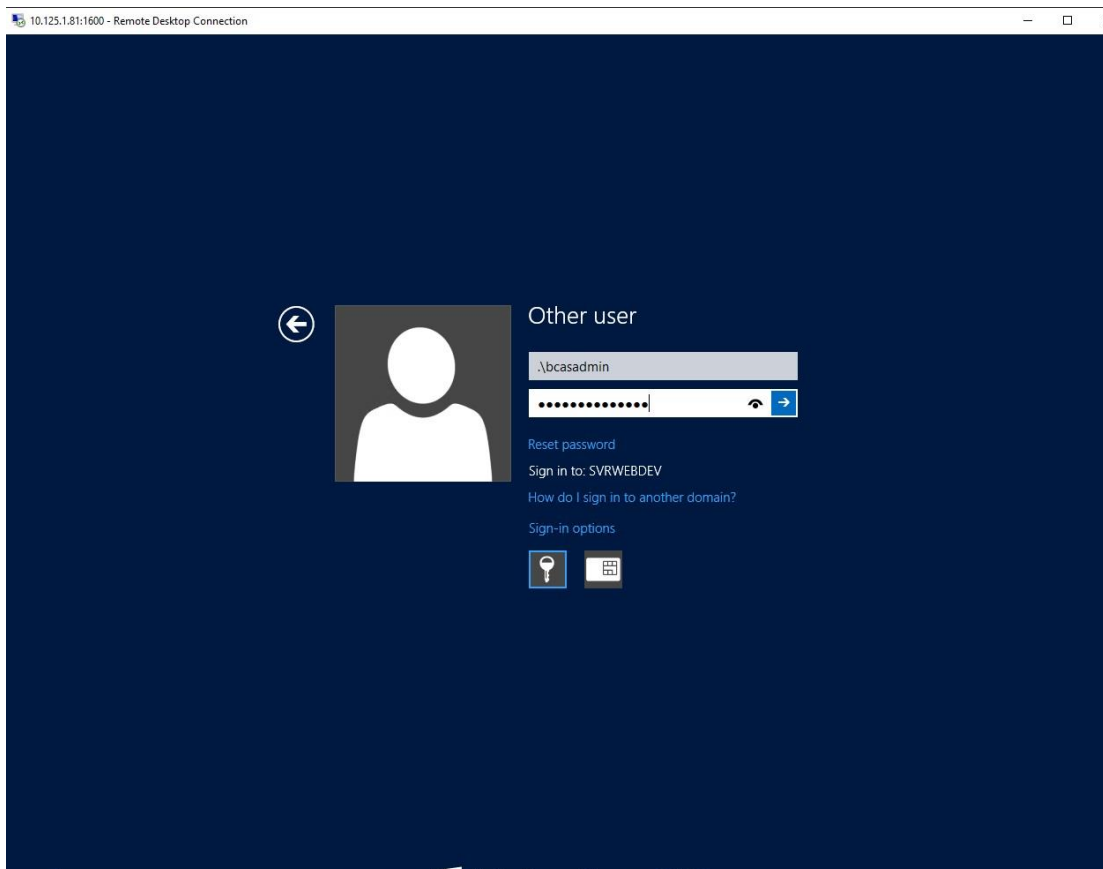 10.125.1.81:1600 - Remote Desktop Connection
Other user
.\bcasadmin
••••••••••••••
Reset password
Sign in to: SVRWEBDEV
How do I sign in to another domain?
Sign-in options